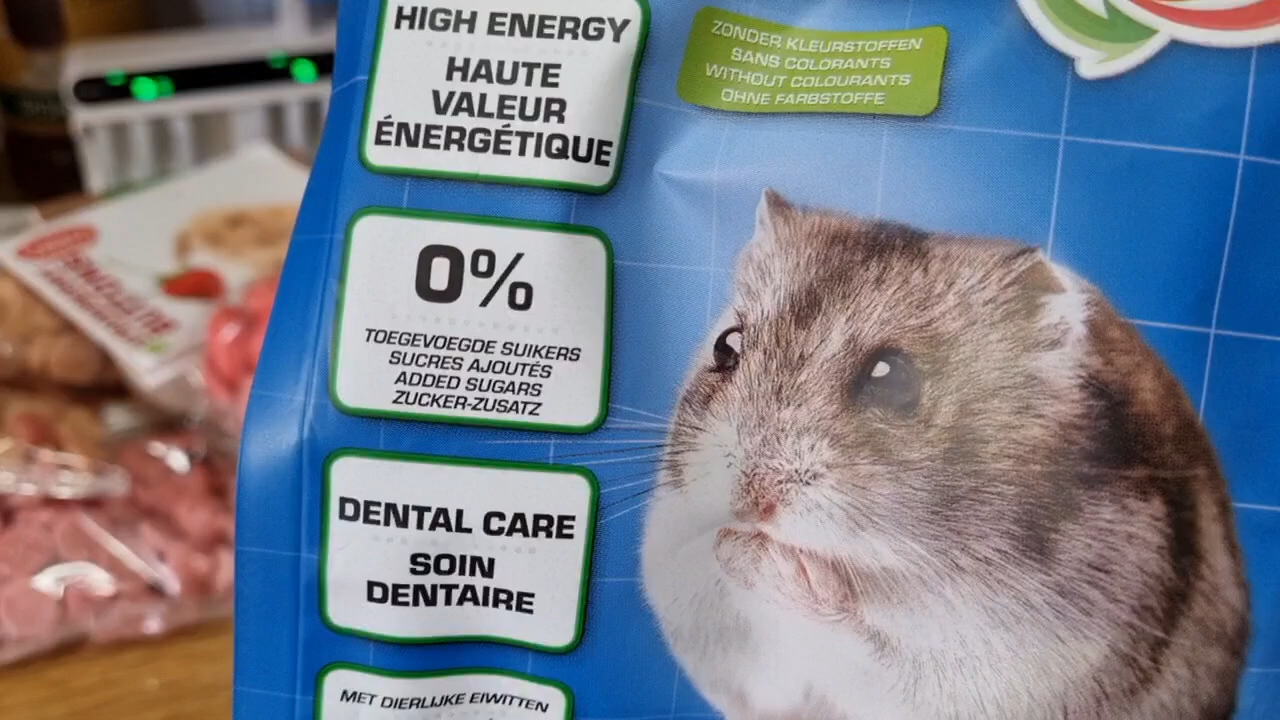 HIGH ENERGY
HAUTE
VALEUR
ÉNERGÉTIQUE
ZONDER KLEURSTOFFEN
SANS COLORANTS
WITHOUT COLOURANTS
OHNE FARBSTOFFE
0%
TOEGEVOEGDE SUIKERS
SUCRES AJOUTÉS
ADDED SUGARS
ZUCKER-ZUSATZ
DENTAL CARE
SOIN
DENTAIRE
MET DIERLIJKE EIWITTEN